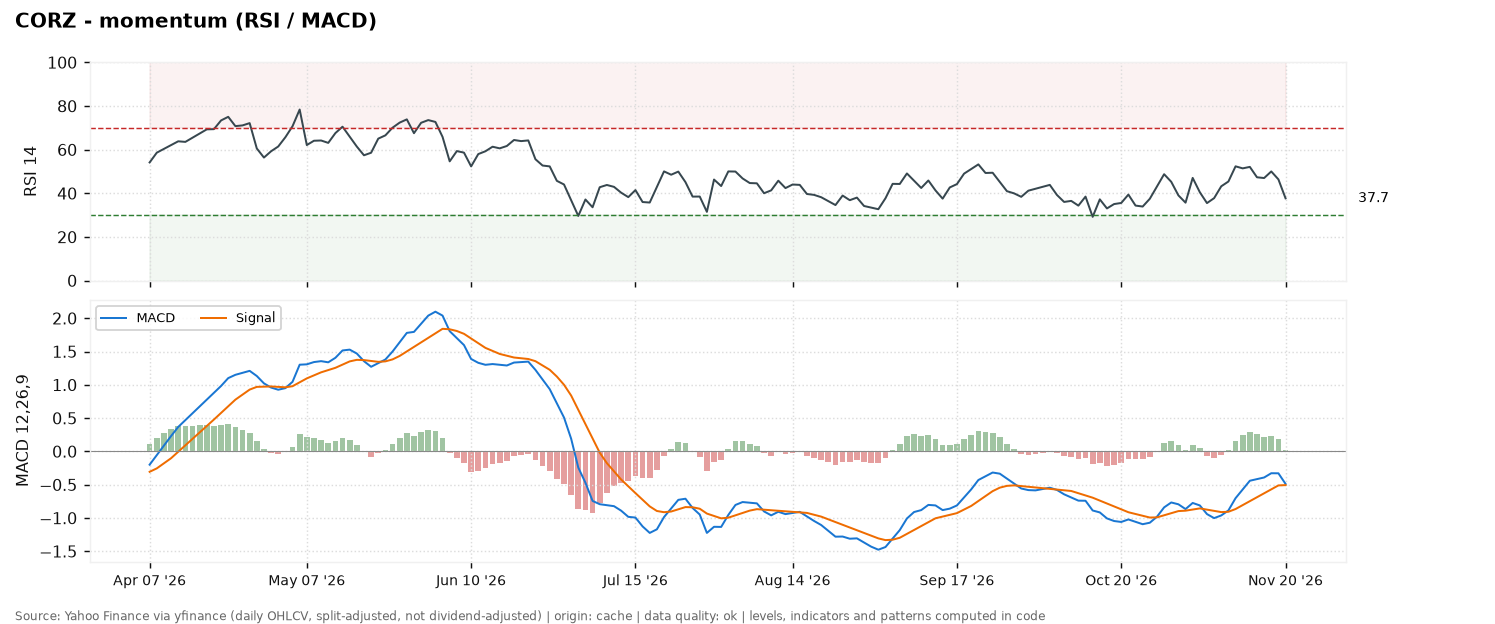 CORZ - momentum (RSI / MACD)
100
80
60
40
20
0
RSI 14
37.7
MACD Signal
2.0
1.5
1.0
0.5
0.0
−0.5
−1.0
−1.5
MACD 12,26,9
Apr 07 '26 May 07 '26 Jun 10 '26 Jul 15 '26 Aug 14 '26 Sep 17 '26 Oct 20 '26 Nov 20 '26
Source: Yahoo Finance via yfinance (daily OHLCV, split-adjusted, not dividend-adjusted) | origin: cache | data quality: ok | levels, indicators and patterns computed in code